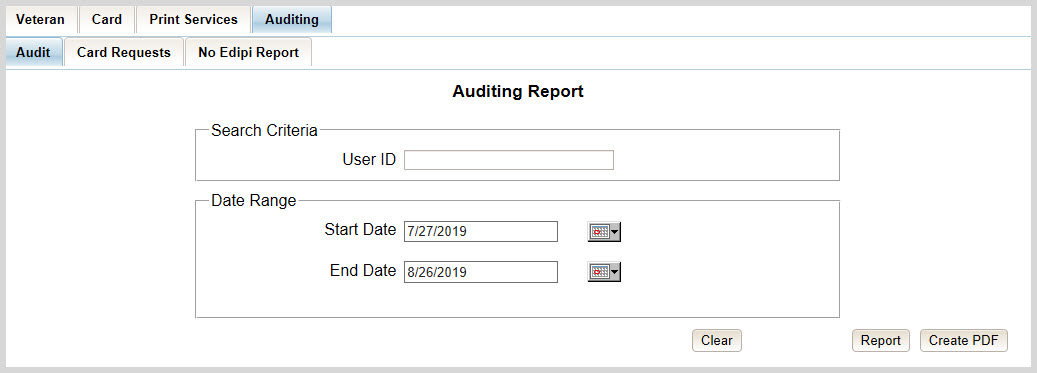 Veteran Card Print Services Auditing
Audit Card Requests No Edipi Report
Auditing Report
Search Criteria
User ID
Date Range
Start Date 7/27/2019
End Date 8/26/2019
Clear Report Create PDF